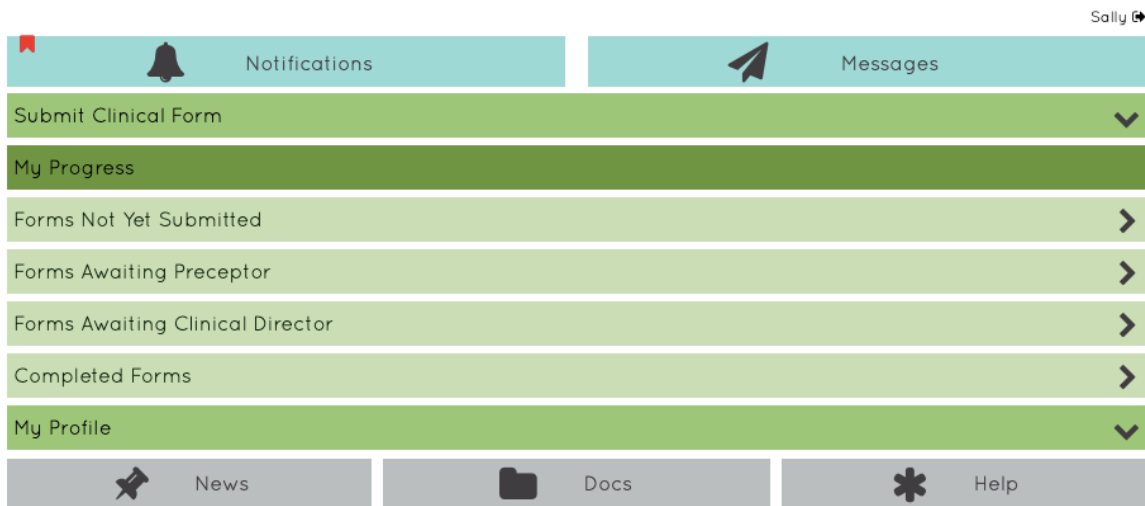 Sally
Notifications Messages
Submit Clinical Form
My Progress
Forms Not Yet Submitted
Forms Awaiting Preceptor
Forms Awaiting Clinical Director
Completed Forms
My Profile
News Docs Help